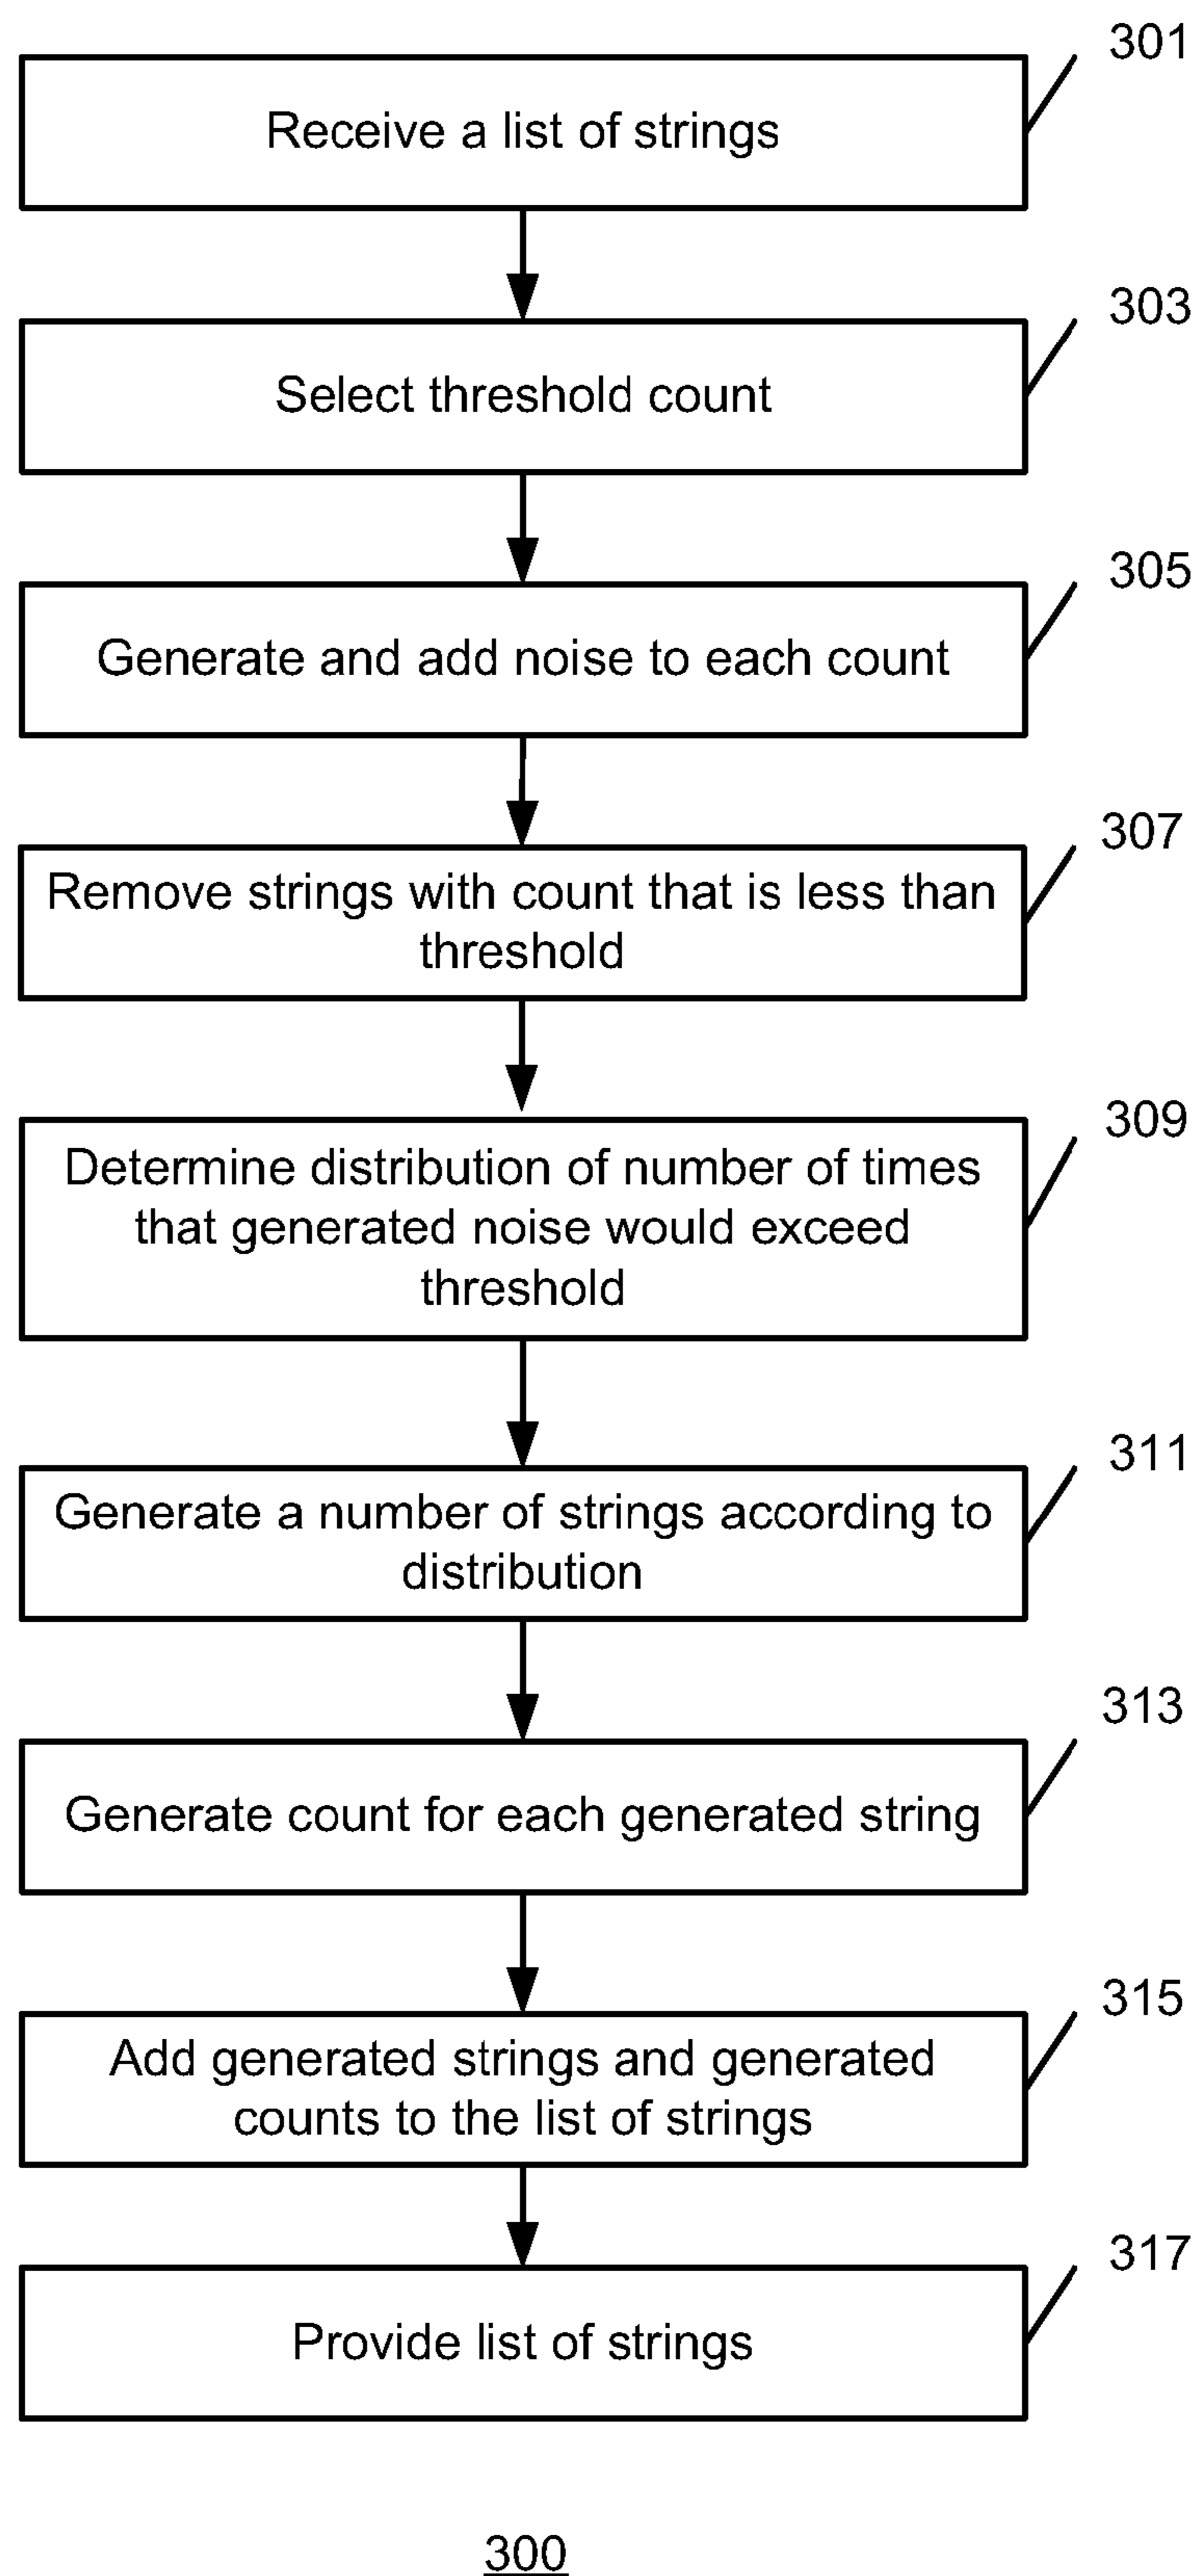 301
Receive a list of strings
303
Select threshold count
305
Generate and add noise to each count
307
Remove strings with count that is less than
threshold
309
Determine distribution of number of times
that generated noise would exceed
threshold
311
Generate a number of strings according to
distribution
313
Generate count for each generated string
315
Add generated strings and generated
counts to the list of strings
317
Provide list of strings
300